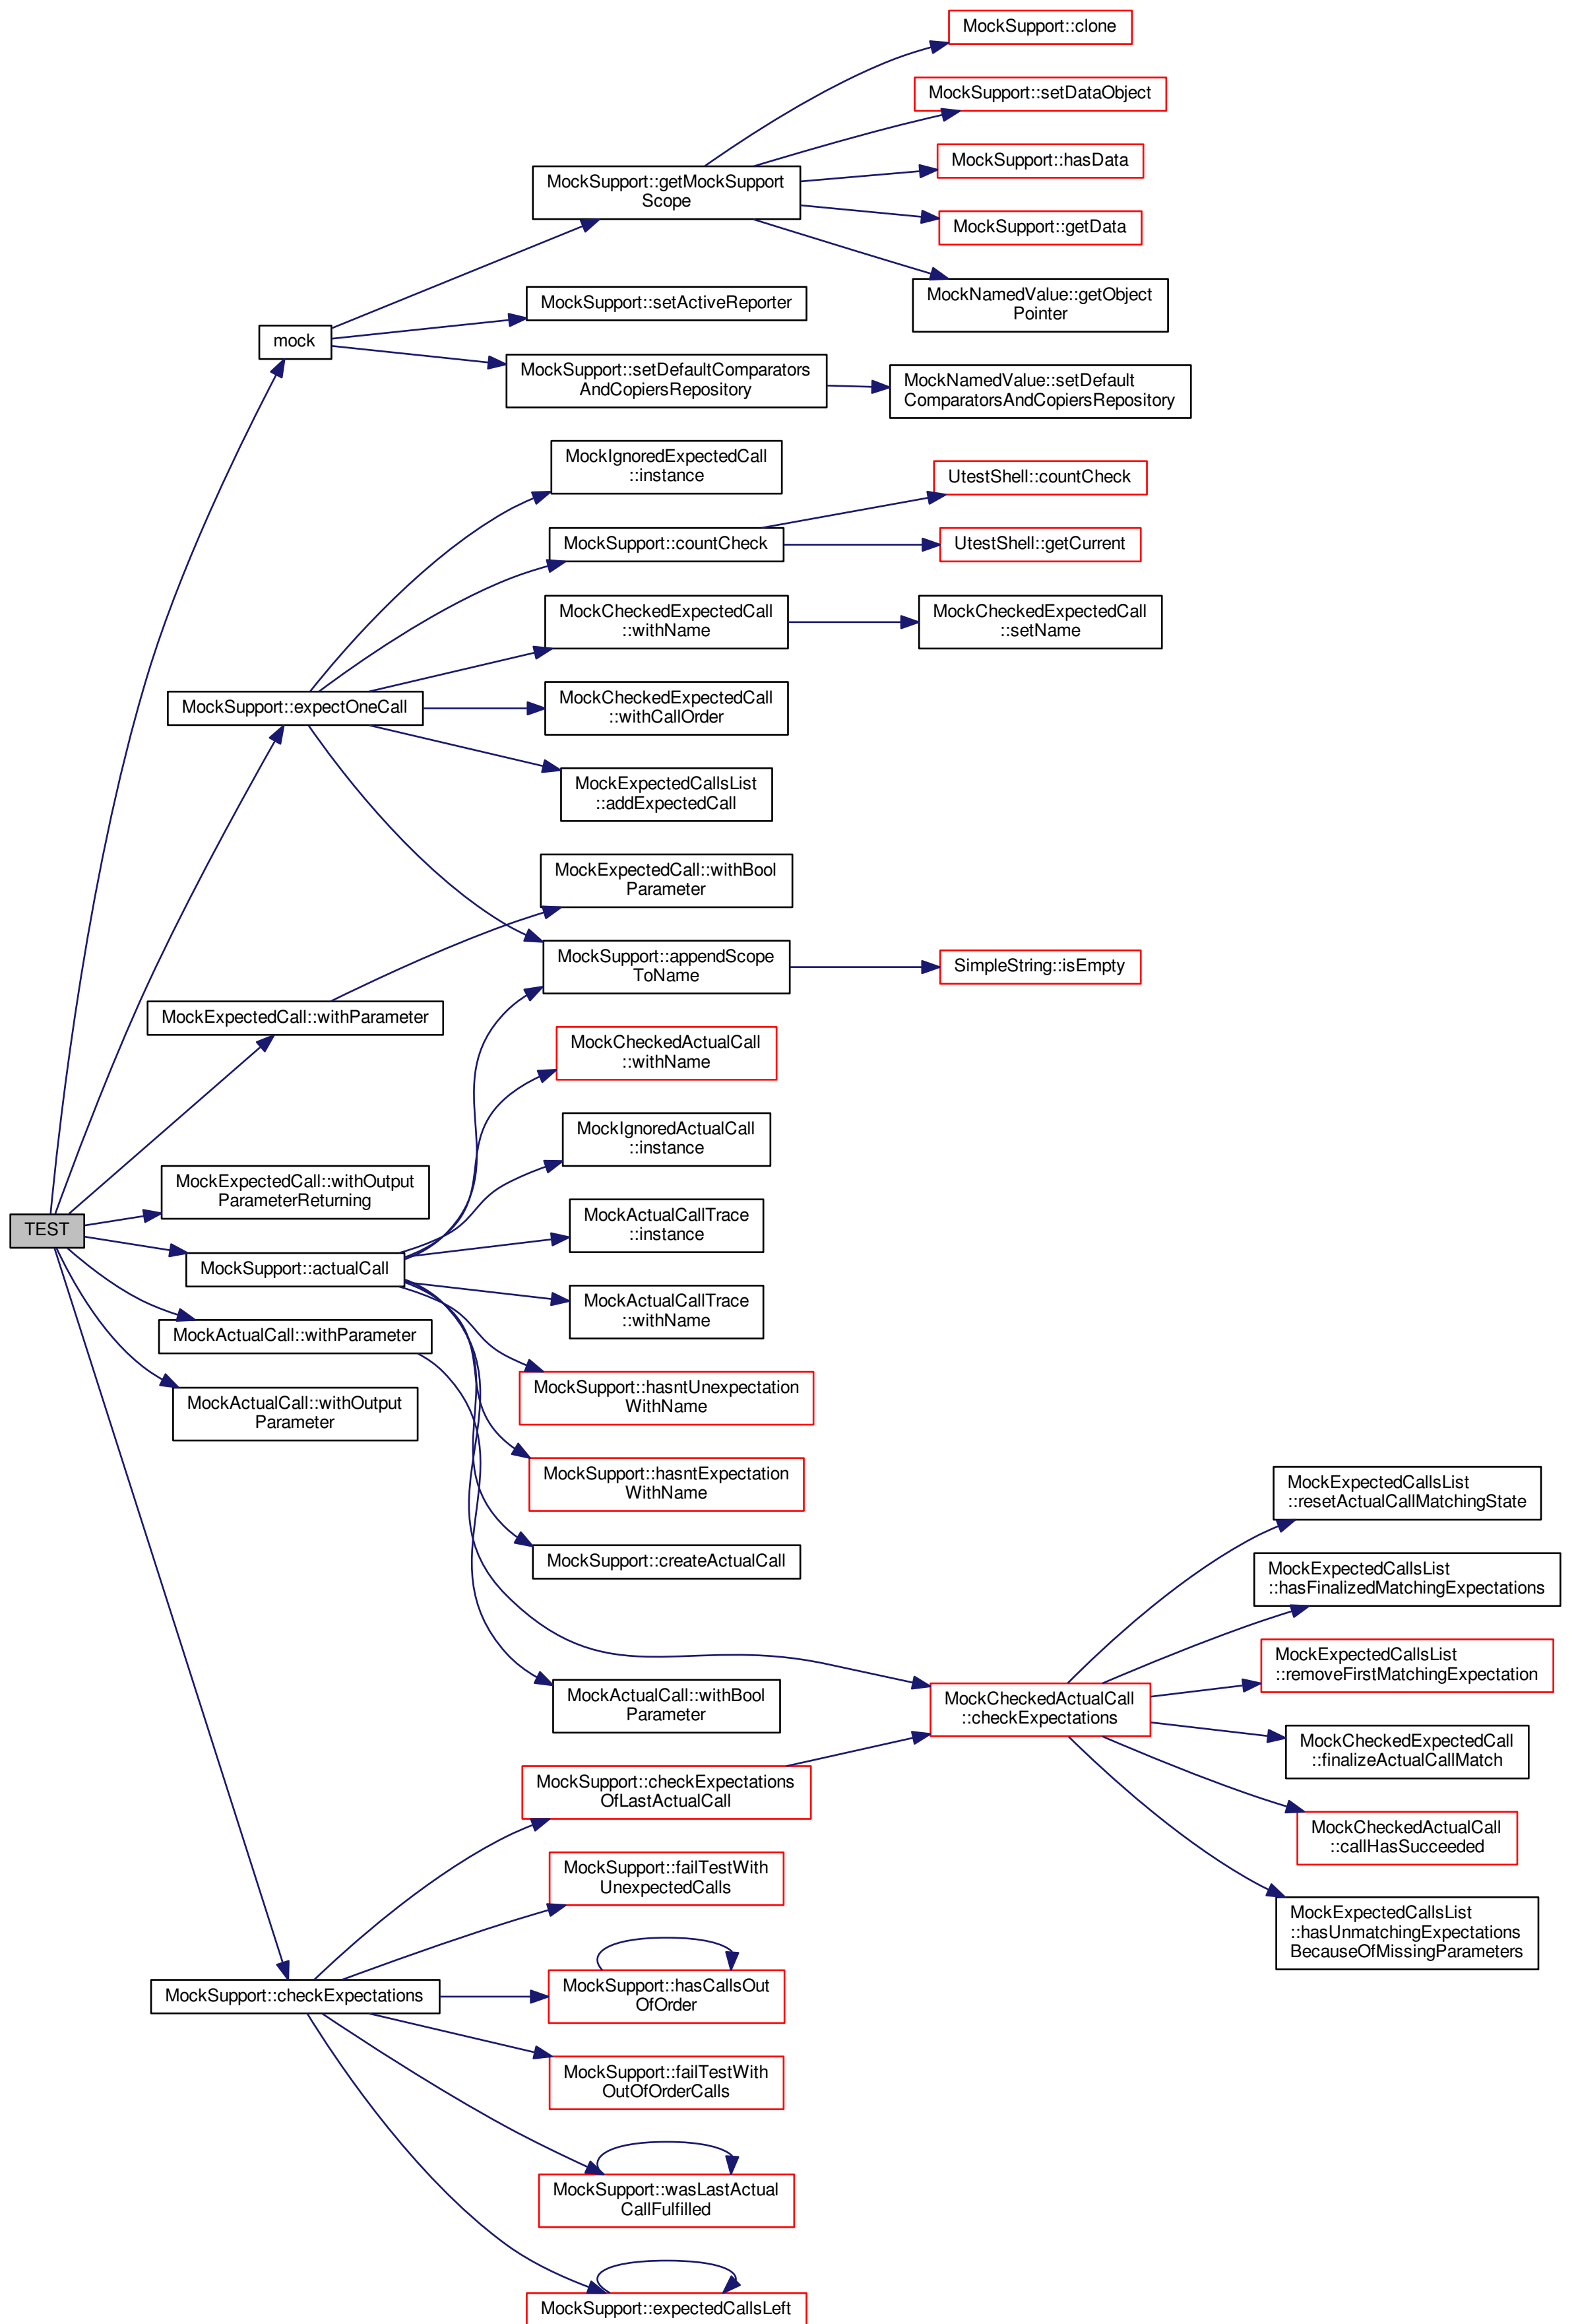 MockSupport::clone
MockSupport::setDataObject
MockSupport::hasData
MockSupport::getMockSupport
Scope
MockSupport::getData
MockNamedValue::getObject
Pointer
MockSupport::setActiveReporter
mock
MockSupport::setDefaultComparators
AndCopiersRepository
MockNamedValue::setDefault
ComparatorsAndCopiersRepository
MockIgnoredExpectedCall
::instance
UtestShell::countCheck
MockSupport::countCheck
UtestShell::getCurrent
MockCheckedExpectedCall
::withName
MockCheckedExpectedCall
::setName
MockSupport::expectOneCall
MockCheckedExpectedCall
::withCallOrder
MockExpectedCallsList
::addExpectedCall
MockExpectedCall::withBool
Parameter
MockSupport::appendScope
ToName
SimpleString::isEmpty
MockExpectedCall::withParameter
MockCheckedActualCall
::withName
MockIgnoredActualCall
::instance
MockExpectedCall::withOutput
ParameterReturning
TEST
MockActualCallTrace
::instance
MockSupport::actualCall
MockActualCallTrace
::withName
MockActualCall::withParameter
MockSupport::hasntUnexpectation
WithName
MockActualCall::withOutput
Parameter
MockSupport::hasntExpectation
WithName
MockExpectedCallsList
::resetActualCallMatchingState
MockSupport::createActualCall
MockExpectedCallsList
::hasFinalizedMatchingExpectations
MockExpectedCallsList
::removeFirstMatchingExpectation
MockActualCall::withBool
Parameter
MockCheckedActualCall
::checkExpectations
MockCheckedExpectedCall
::finalizeActualCallMatch
MockSupport::checkExpectations
OfLastActualCall
MockCheckedActualCall
::callHasSucceeded
MockSupport::failTestWith
UnexpectedCalls
MockExpectedCallsList
::hasUnmatchingExpectations
BecauseOfMissingParameters
MockSupport::checkExpectations
MockSupport::hasCallsOut
OfOrder
MockSupport::failTestWith
OutOfOrderCalls
MockSupport::wasLastActual
CallFulfilled
MockSupport::expectedCallsLeft